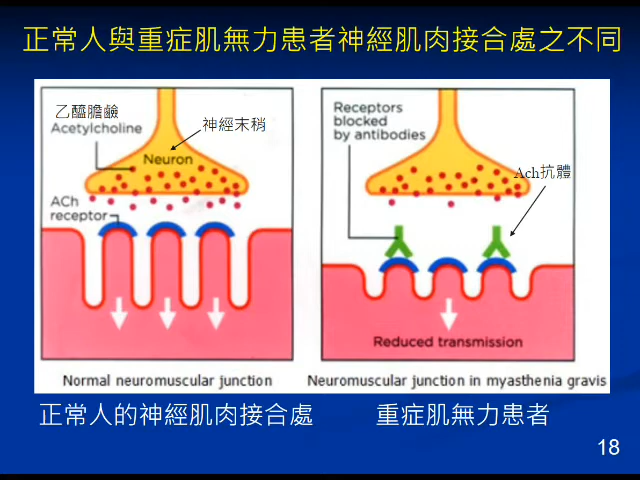 正常人與重症肌無力患者神經肌肉接合處之不同
乙醯膽鹼
Acetylcholine
神經末稍
Neuron
ACh
receptor
Normal neuromuscular junction
Receptors
blocked
by antibodies
Ach抗體
Reduced transmission
Neuromuscular junction in myasthenia gravis
正常人的神經肌肉接合處
重症肌無力患者
18